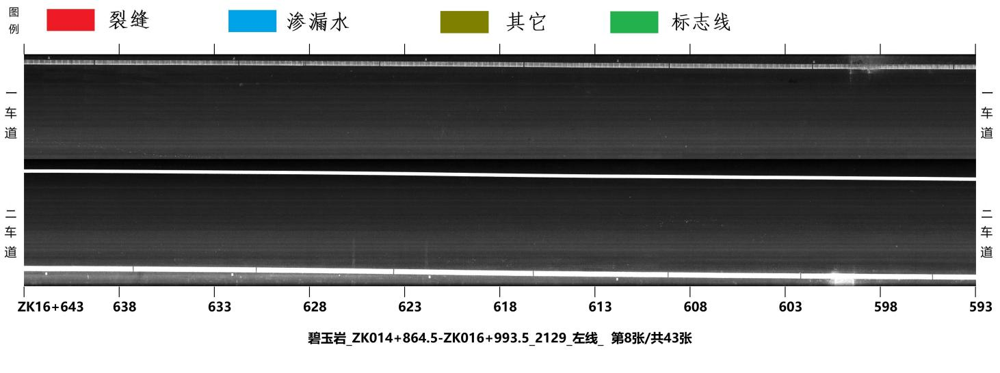 图例
裂缝 渗漏水 其它 标志线
一车道 一车道
二车道 二车道
ZK16+643 638 633 628 623 618 613 608 603 598 593
碧玉岩_ZK014+864.5-ZK016+993.5_2129_左线_ 第8张/共43张